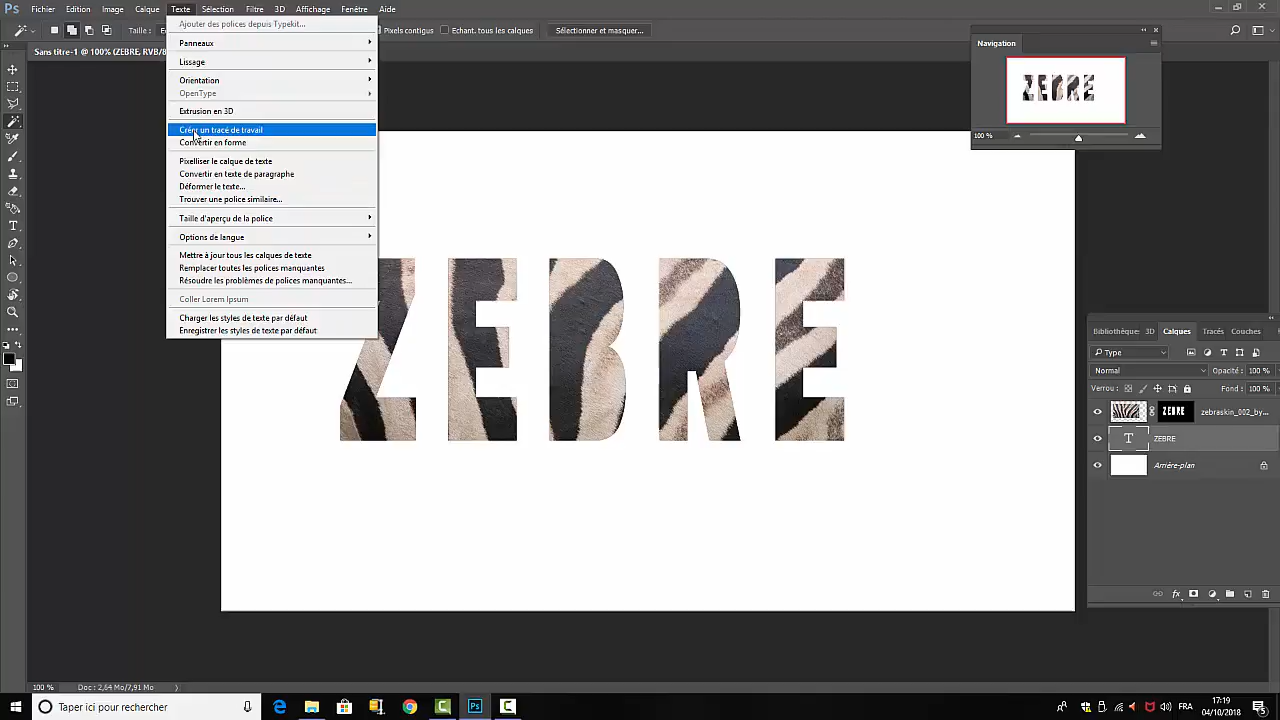 Ps Fichier Edition Image Calque Texte Sélection Filtre 3D Affichage Fenêtre Aide
Taille : Pixels contigus Echant. tous les calques Sélectionner et masquer...
Sans titre-1 @ 100% (ZEBRE, RVB/8
Ajouter des polices depuis Typekit...
Panneaux
Lissage
Orientation
OpenType
Extrusion en 3D
Créer un tracé de travail
Convertir en forme
Pixelliser le calque de texte
Convertir en texte de paragraphe
Déformer le texte...
Trouver une police similaire...
Taille d'aperçu de la police
Options de langue
Mettre à jour tous les calques de texte
Remplacer toutes les polices manquantes
Résoudre les problèmes de polices manquantes...
Coller Lorem Ipsum
Charger les styles de texte par défaut
Enregistrer les styles de texte par défaut
Navigation
ZEBRE
100 %
ZEBRE
Bibliothèque 3D Calques Tracés Couches
Type
Normal Opacité : 100 %
Verrou : Fond : 100 %
ZEBRE zebraskin_002_by...
T ZEBRE
Arrière-plan
100 % Doc : 2,64 Mo/7,91 Mo
Taper ici pour rechercher
Ps
FRA
17:19
04/10/2018